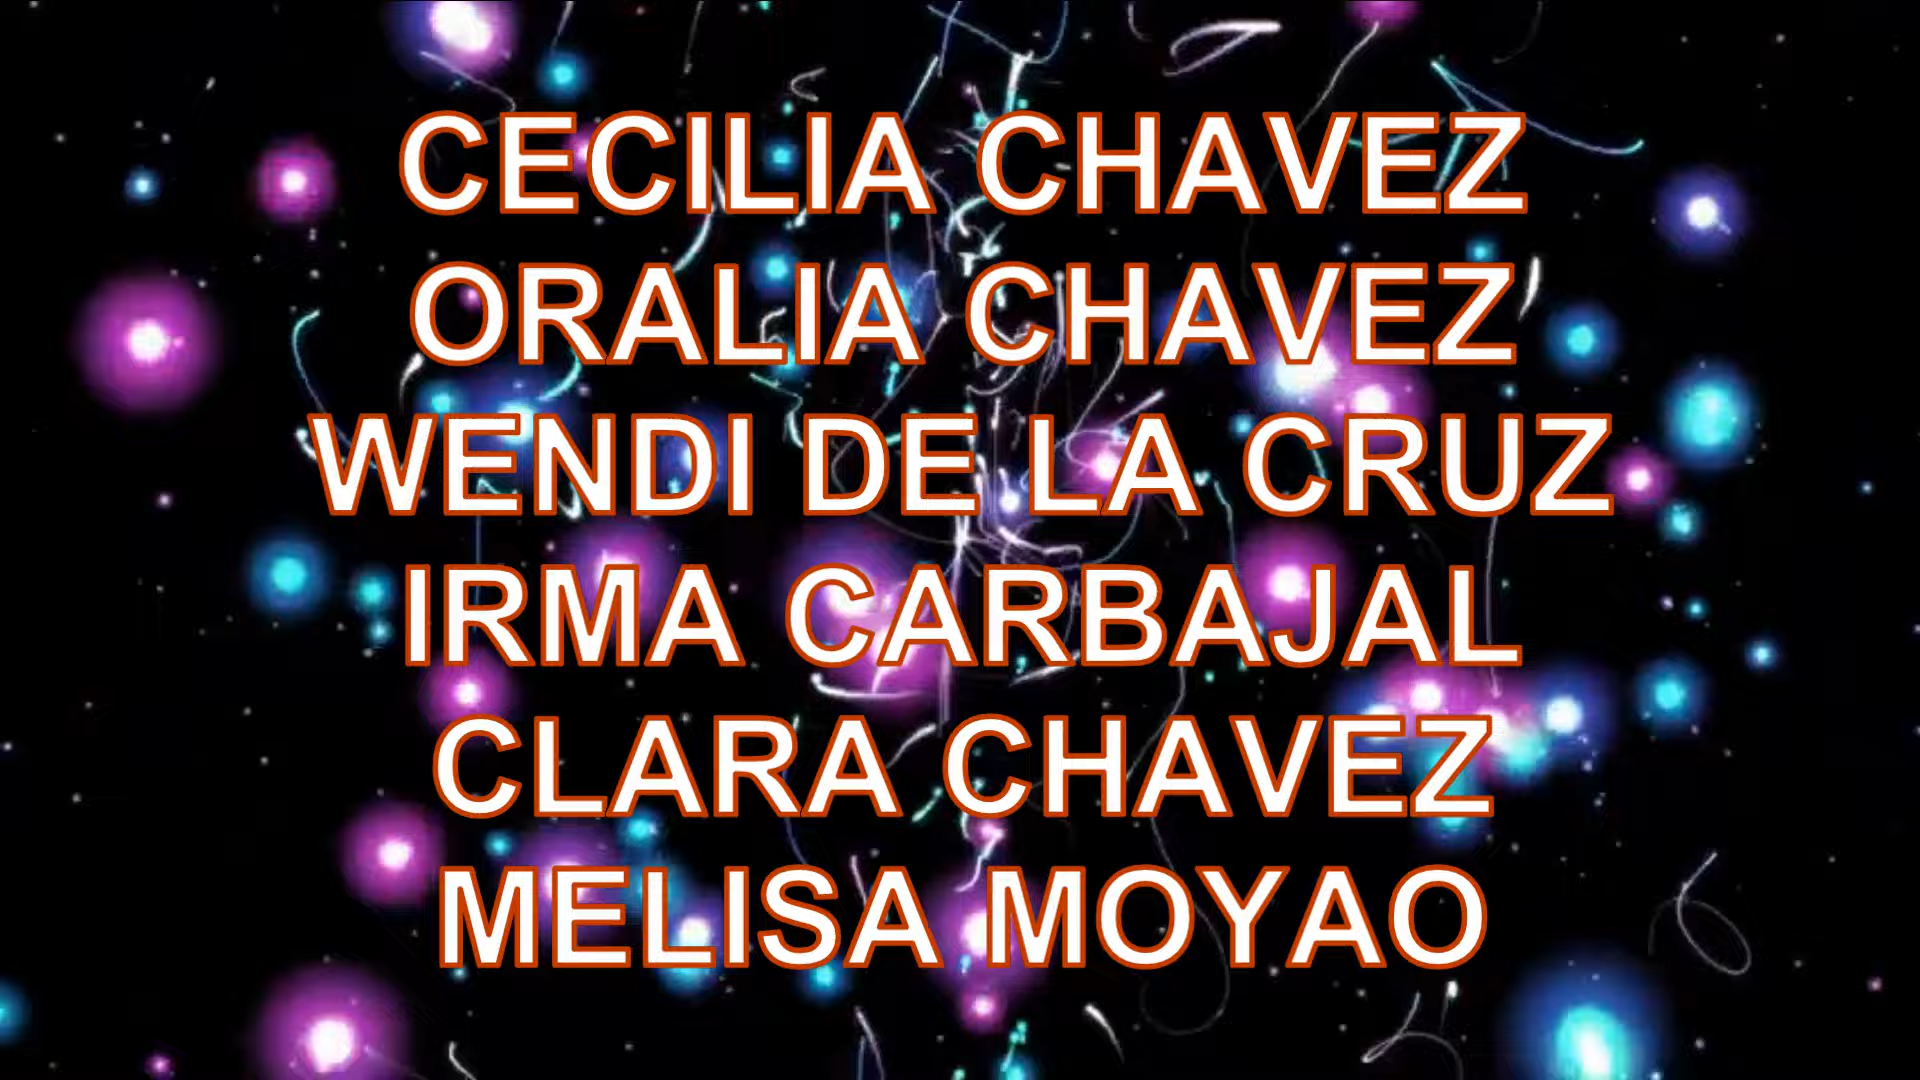 CECILIA CHAVEZ
ORALIA CHAVEZ
WENDI DE LA CRUZ
IRMA CARBAJAL
CLARA CHAVEZ
MELISA MOYAO